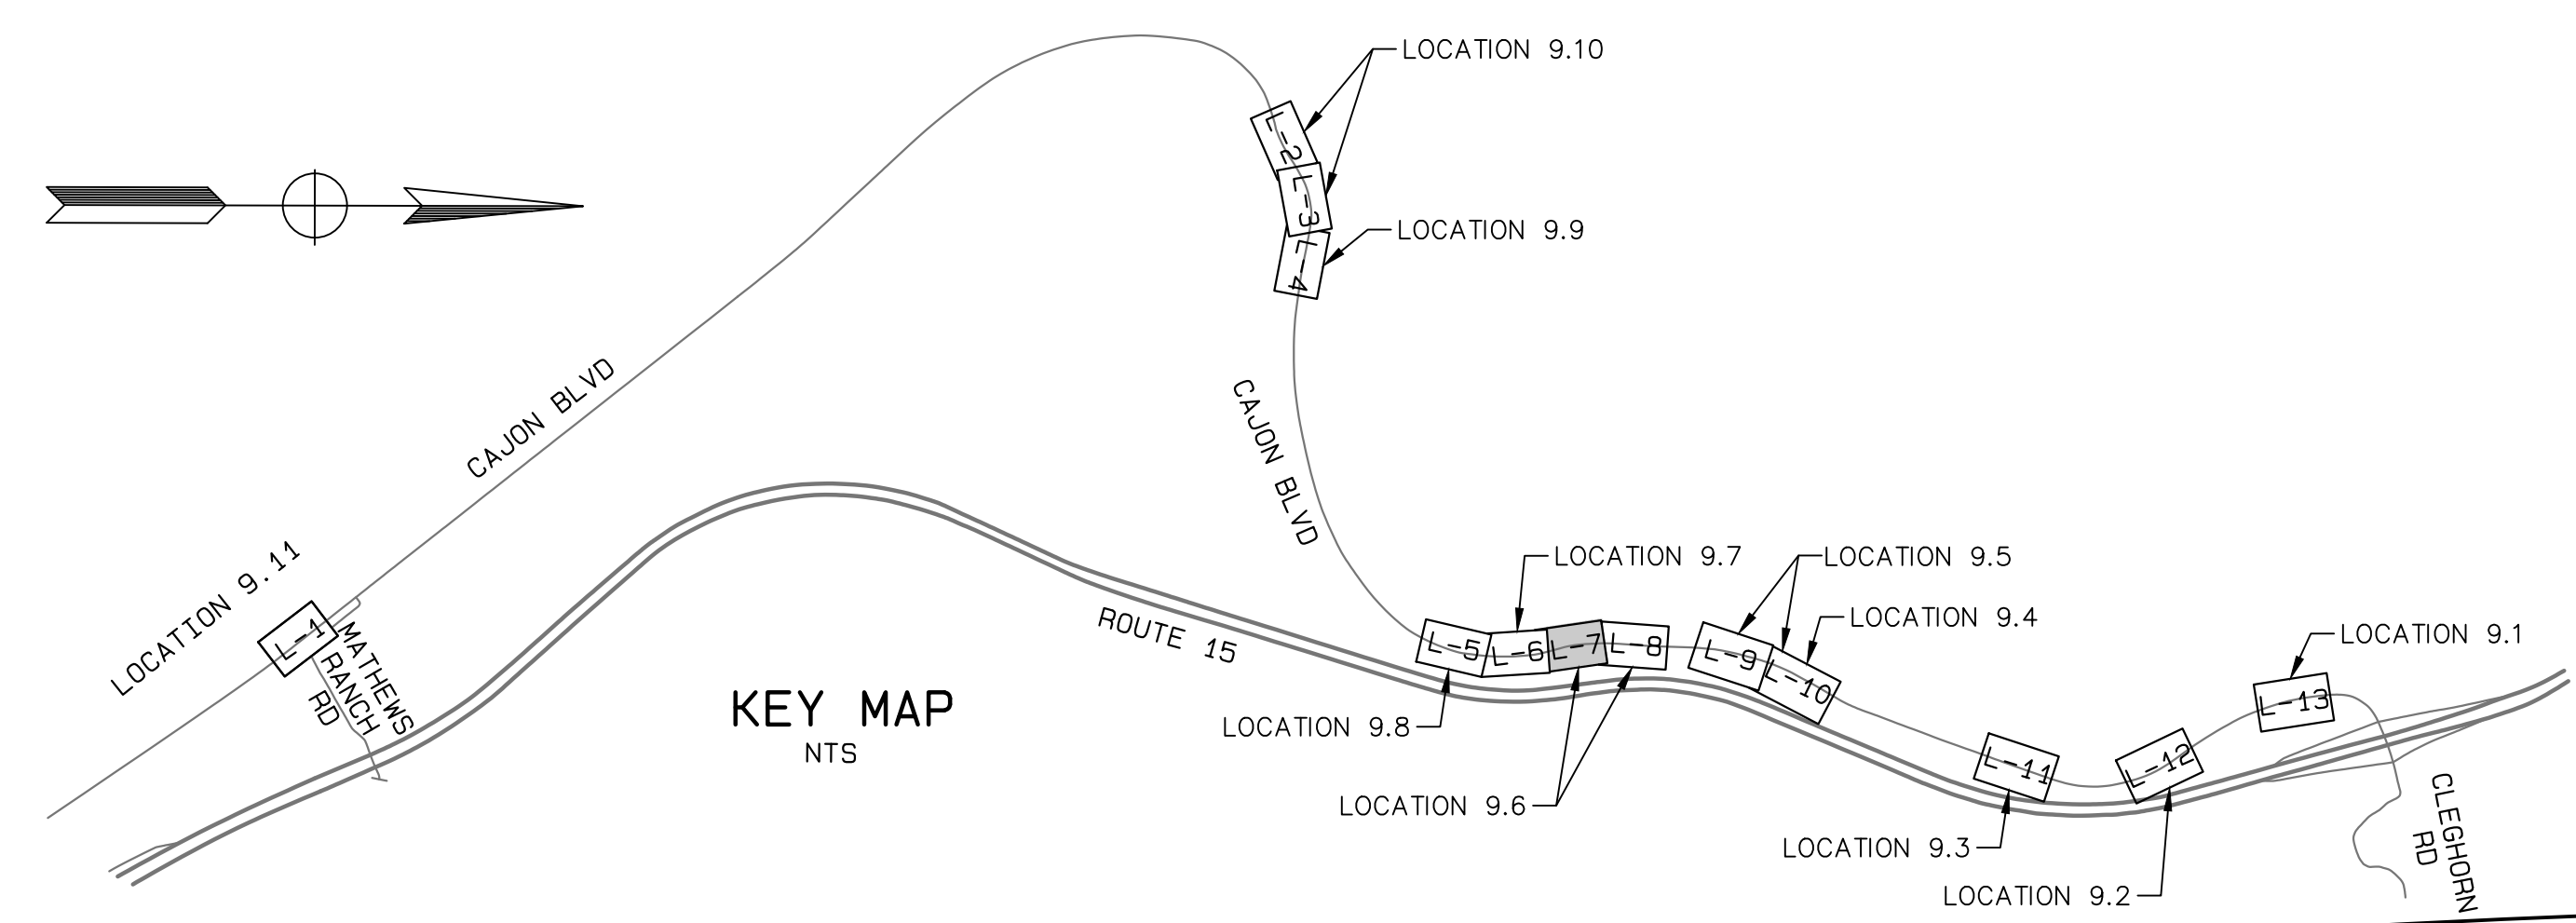 LOCATION 9.10
L-2
L-3
LOCATION 9.9
L-4
CAJON BLVD
CAJON BLVD
LOCATION 9.11
L-1
MATHEWS
RANCH
RD
ROUTE 15
KEY MAP
NTS
LOCATION 9.7
LOCATION 9.5
LOCATION 9.4
LOCATION 9.1
L-5
L-6
L-7
L-8
L-9
L-10
L-11
L-12
L-13
LOCATION 9.8
LOCATION 9.6
LOCATION 9.3
LOCATION 9.2
CLEGHORN
RD